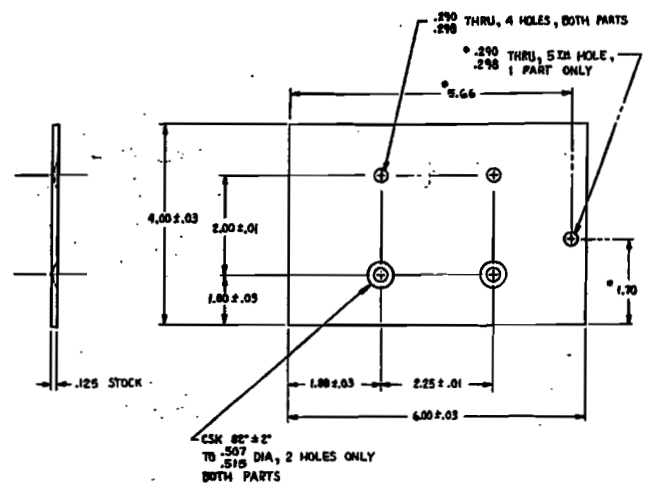 .290
.298 THRU, 4 HOLES, BOTH PARTS
* .290
.298 THRU, 5TH HOLE,
1 PART ONLY
*5.66
4.00±.03
2.00±.01
1.00±.03
*1.70
.125 STOCK
1.88±.03
2.25±.01
6.00±.03
CSK 82°±2°
TO .507
.515 DIA, 2 HOLES ONLY
BOTH PARTS